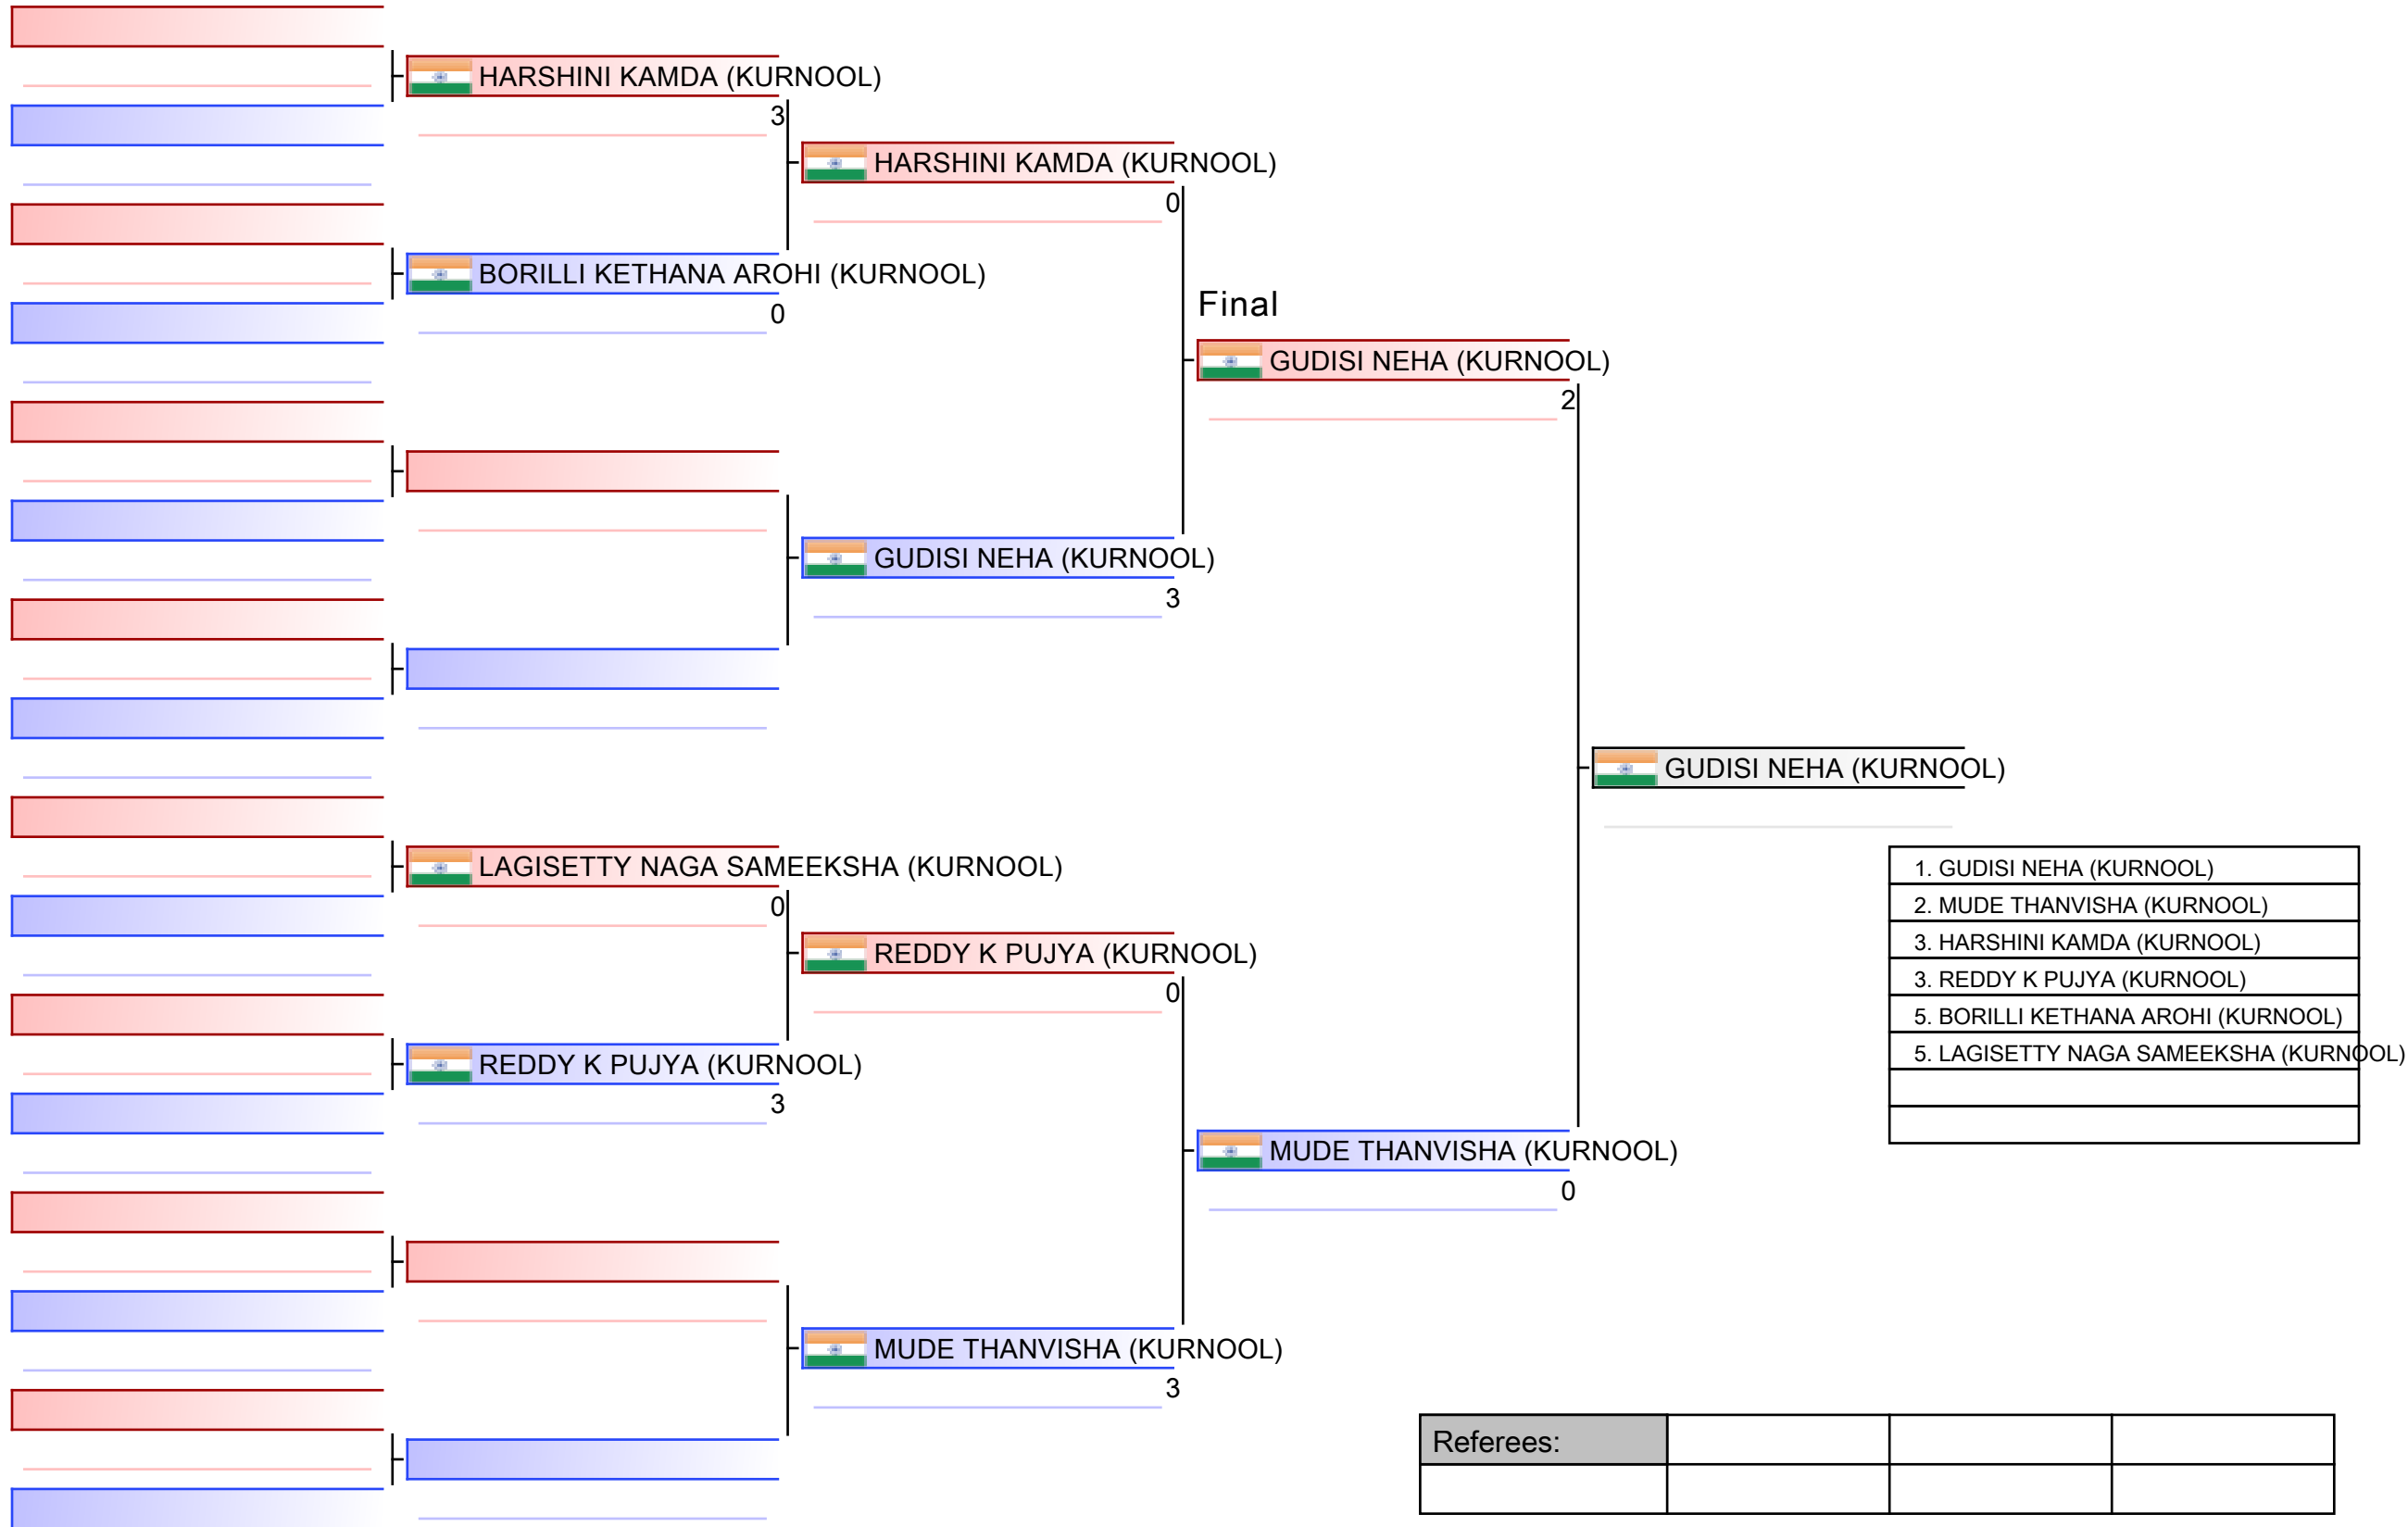 HARSHINI KAMDA (KURNOOL)
3
HARSHINI KAMDA (KURNOOL)
0
BORILLI KETHANA AROHI (KURNOOL)
0
Final
GUDISI NEHA (KURNOOL)
2
GUDISI NEHA (KURNOOL)
3
GUDISI NEHA (KURNOOL)
LAGISETTY NAGA SAMEEKSHA (KURNOOL)
0
REDDY K PUJYA (KURNOOL)
0
REDDY K PUJYA (KURNOOL)
3
MUDE THANVISHA (KURNOOL)
0
MUDE THANVISHA (KURNOOL)
3
1. GUDISI NEHA (KURNOOL)
2. MUDE THANVISHA (KURNOOL)
3. HARSHINI KAMDA (KURNOOL)
3. REDDY K PUJYA (KURNOOL)
5. BORILLI KETHANA AROHI (KURNOOL)
5. LAGISETTY NAGA SAMEEKSHA (KURNOOL)
Referees: